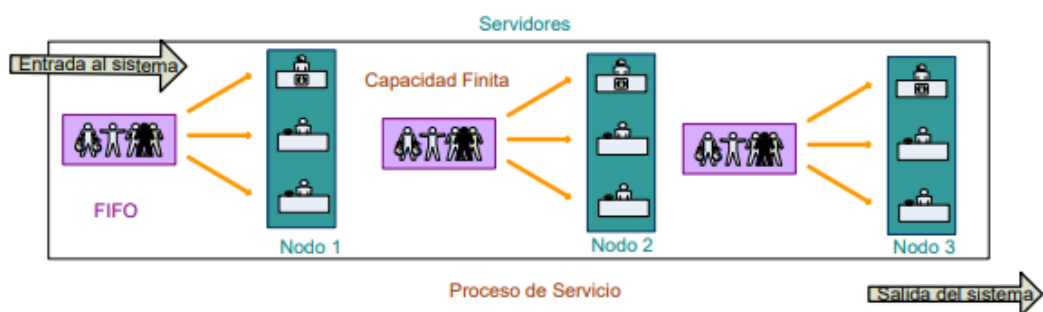 Servidores
Entrada al sistema
Capacidad Finita
FIFO
Nodo 1
Nodo 2
Nodo 3
Proceso de Servicio
Salida del sistema